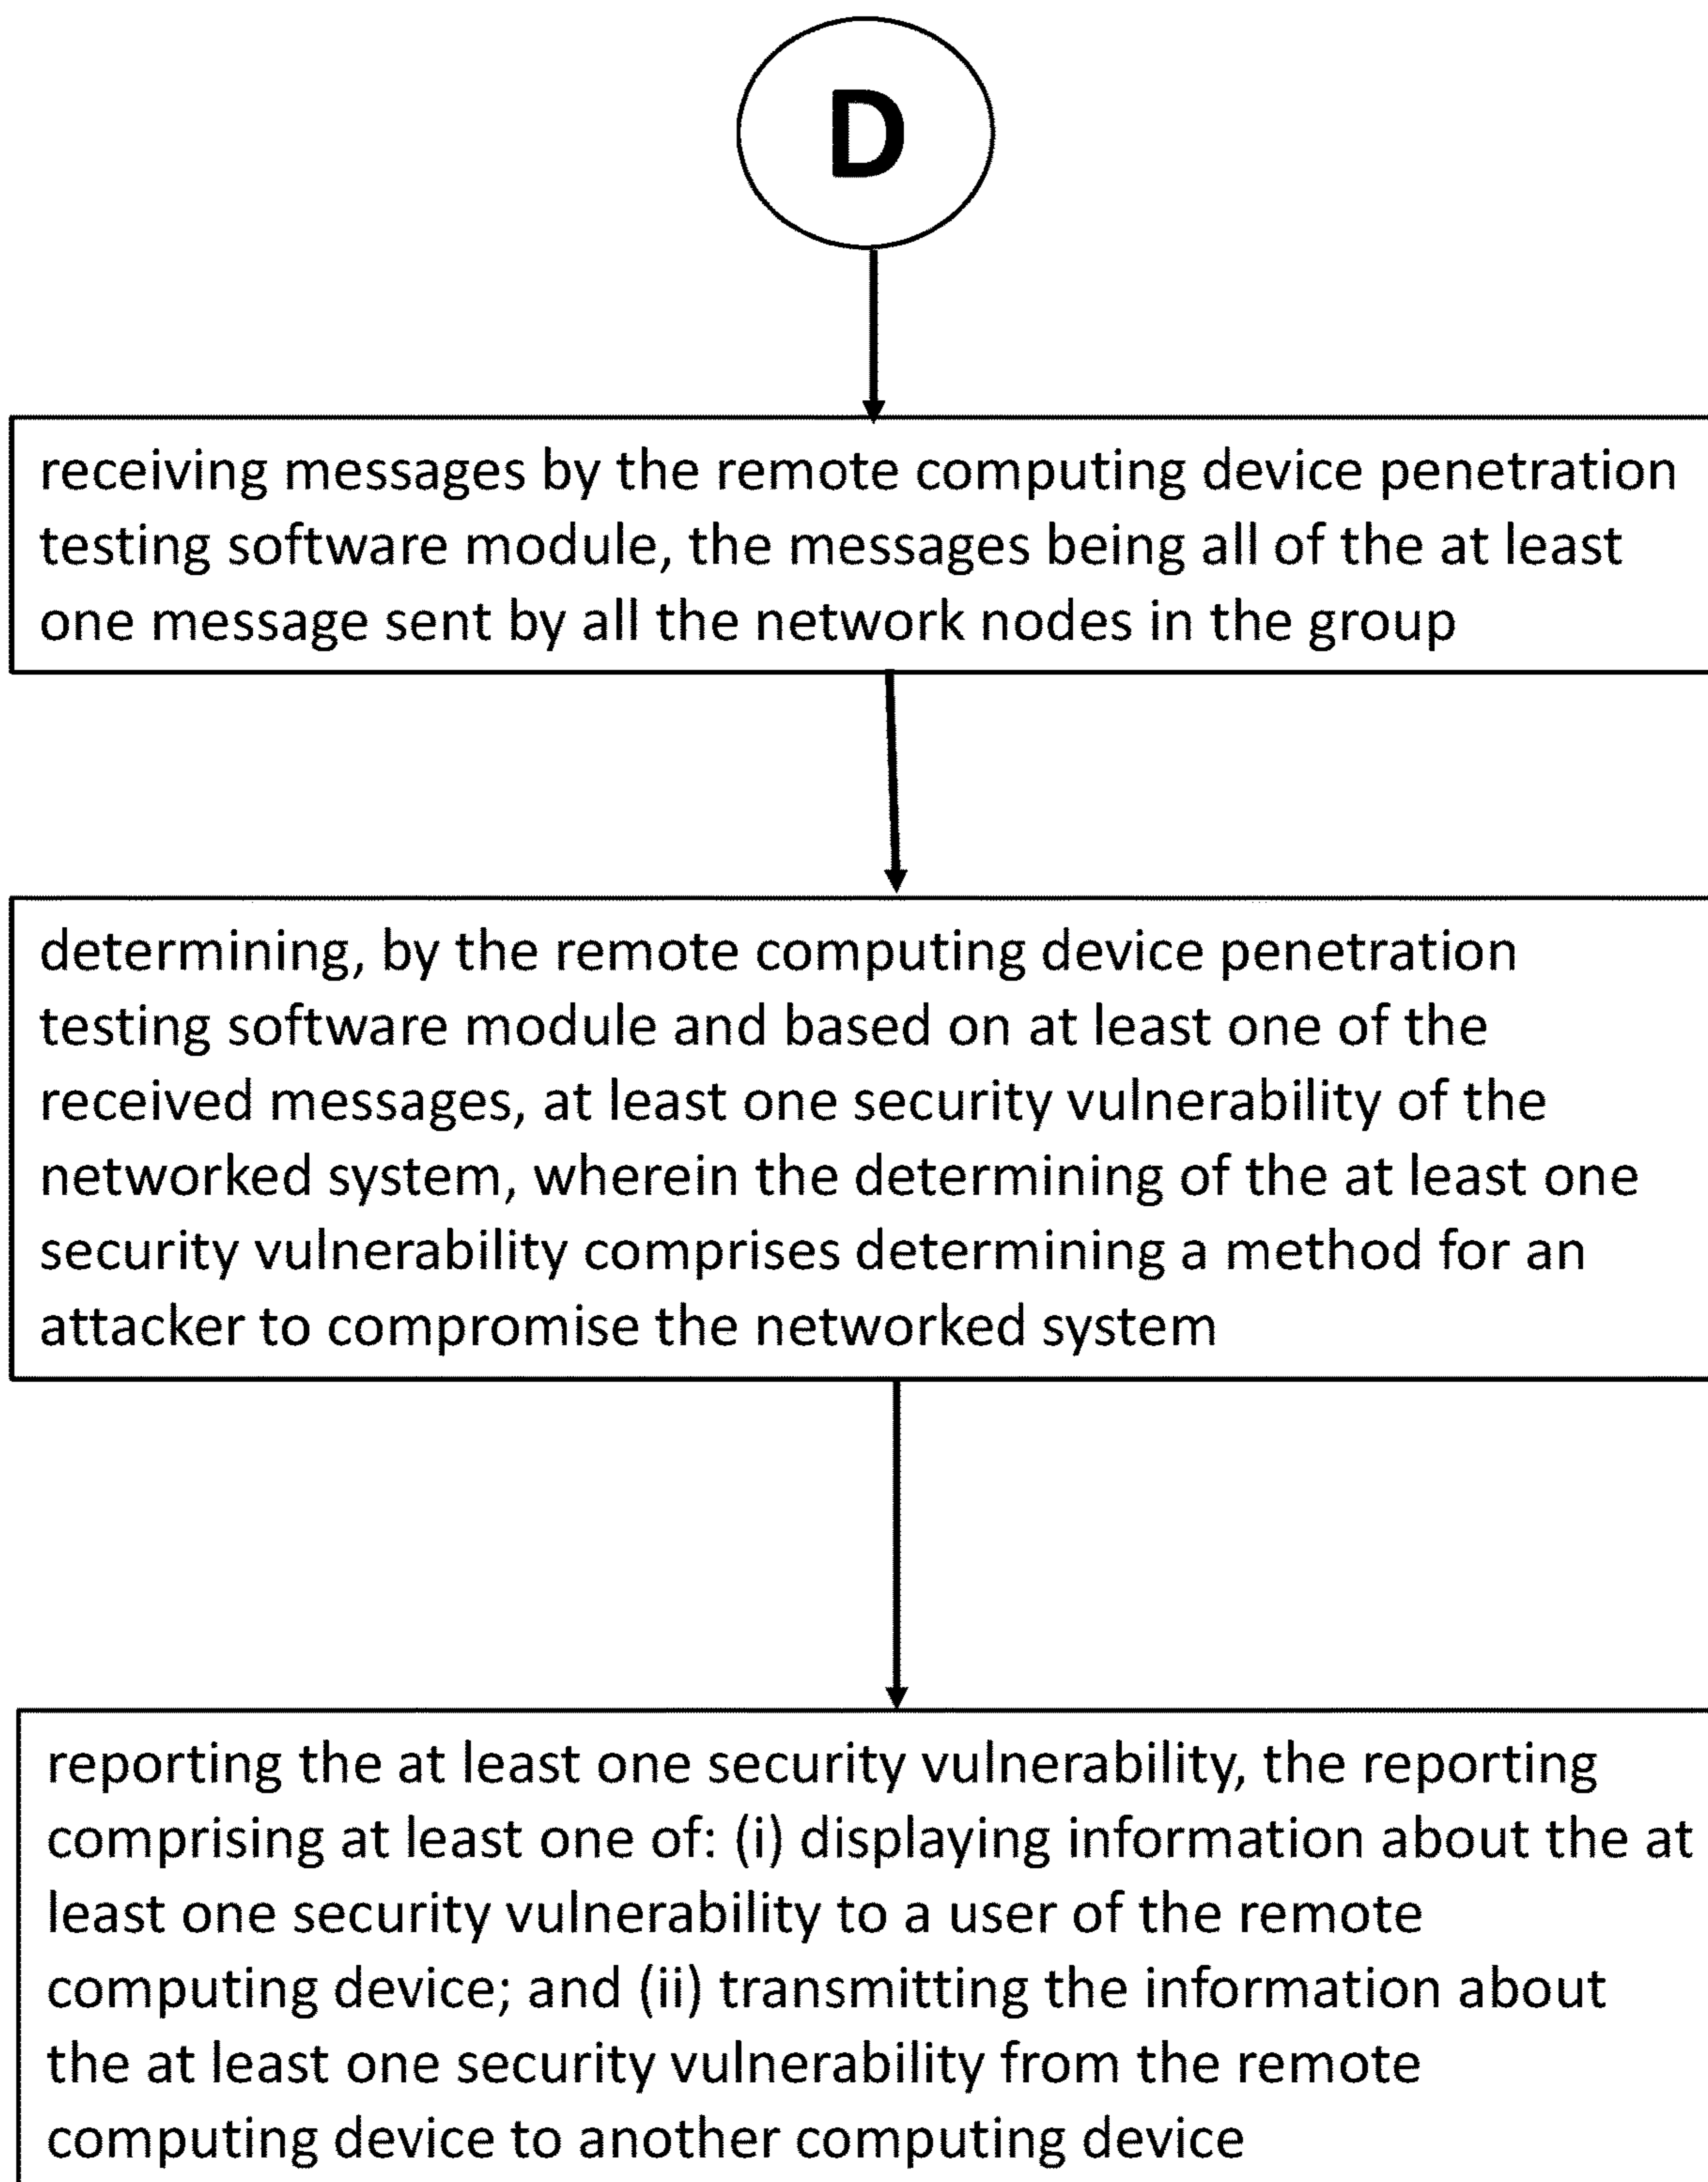 D
receiving messages by the remote computing device penetration
testing software module, the messages being all of the at least
one message sent by all the network nodes in the group
determining, by the remote computing device penetration
testing software module and based on at least one of the
received messages, at least one security vulnerability of the
networked system, wherein the determining of the at least one
security vulnerability comprises determining a method for an
attacker to compromise the networked system
reporting the at least one security vulnerability, the reporting
comprising at least one of: (i) displaying information about the at
least one security vulnerability to a user of the remote
computing device; and (ii) transmitting the information about
the at least one security vulnerability from the remote
computing device to another computing device